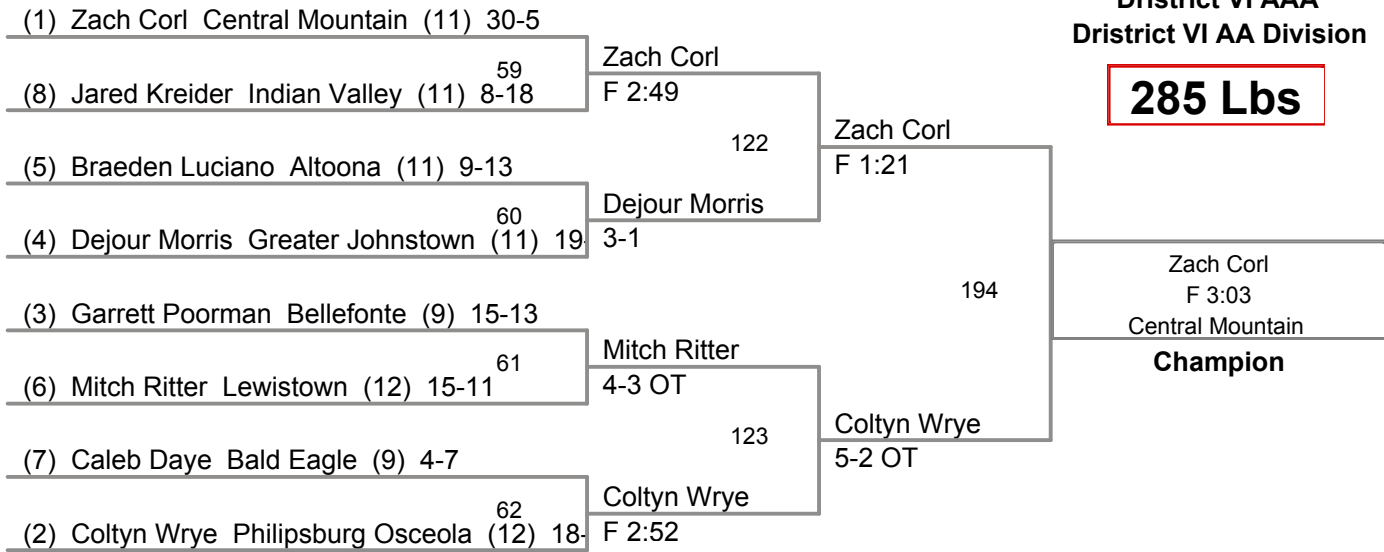 Dristrict VI AAA
Dristrict VI AA Division
285 Lbs
(1) Zach Corl Central Mountain (11) 30-5
59
(8) Jared Kreider Indian Valley (11) 8-18
Zach Corl
F 2:49
(5) Braeden Luciano Altoona (11) 9-13
60
(4) Dejour Morris Greater Johnstown (11) 19-
Dejour Morris
3-1
122
Zach Corl
F 1:21
(3) Garrett Poorman Bellefonte (9) 15-13
61
(6) Mitch Ritter Lewistown (12) 15-11
Mitch Ritter
4-3 OT
(7) Caleb Daye Bald Eagle (9) 4-7
62
(2) Coltyn Wrye Philipsburg Osceola (12) 18-
Coltyn Wrye
F 2:52
123
Coltyn Wrye
5-2 OT
194
Zach Corl
F 3:03
Central Mountain
Champion